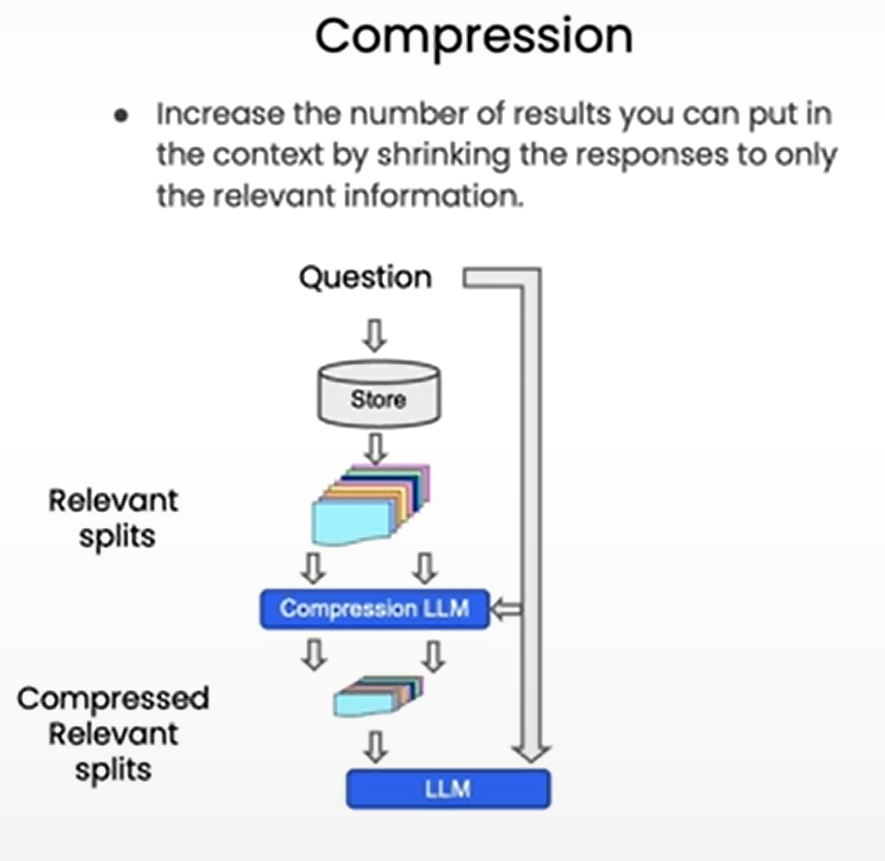 Compression
• Increase the number of results you can put in
the context by shrinking the responses to only
the relevant information.
Question
Store
Relevant
splits
Compression LLM
Compressed
Relevant
splits
LLM